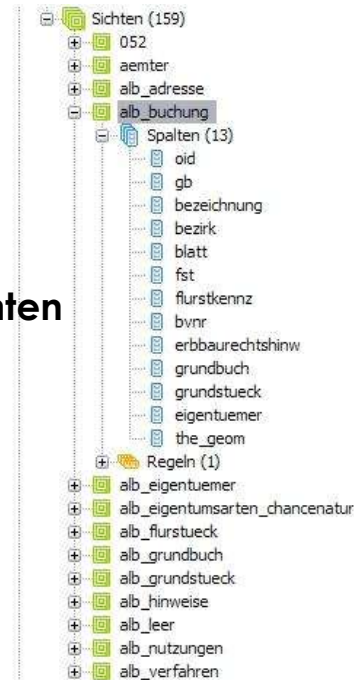 Sichten (159)
052
aemter
alb_adresse
alb_buchung
Spalten (13)
oid
gb
bezeichnung
bezirk
blatt
fst
flurstkennz
bvnr
erbbaurechtshinw
grundbuch
grundstueck
eigentuemer
the_geom
Regeln (1)
alb_eigentuemer
alb_eigentumsarten_chancenatur
alb_flurstueck
alb_grundbuch
alb_grundstueck
alb_hinweise
alb_leer
alb_nutzungen
alb_verfahren